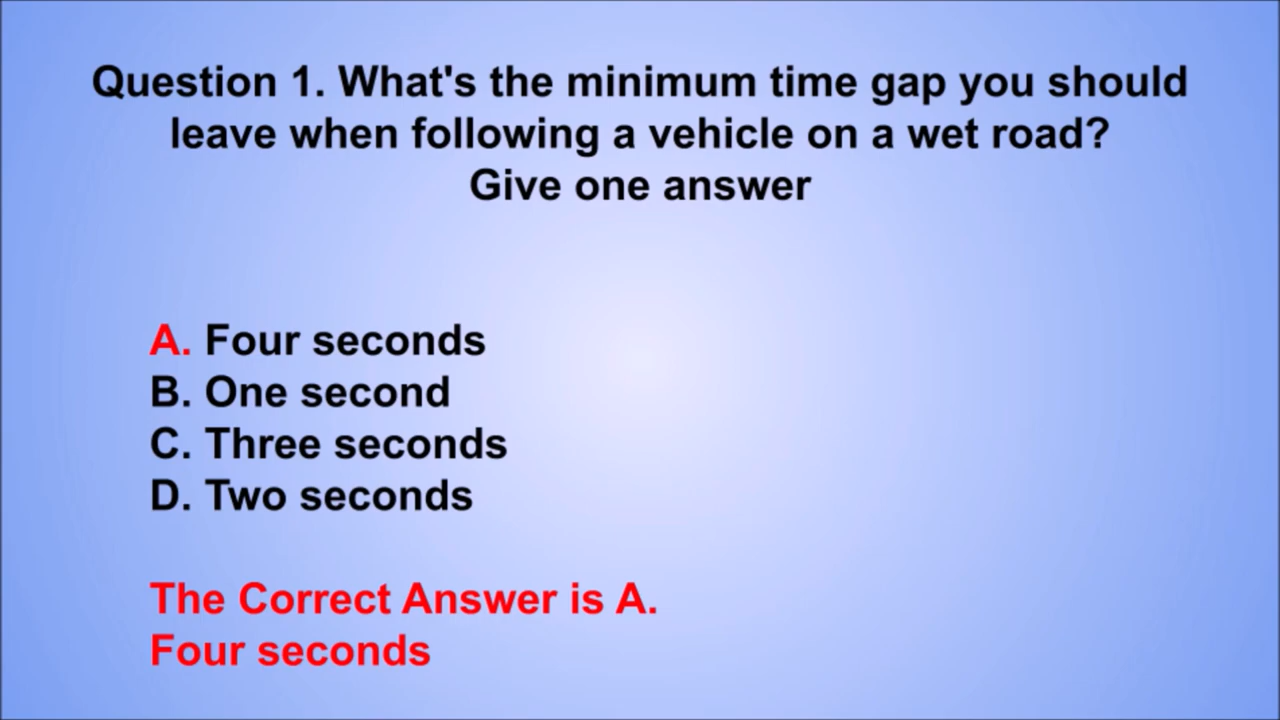 Question 1. What's the minimum time gap you should
leave when following a vehicle on a wet road?
Give one answer
A. Four seconds
B. One second
C. Three seconds
D. Two seconds
The Correct Answer is A.
Four seconds